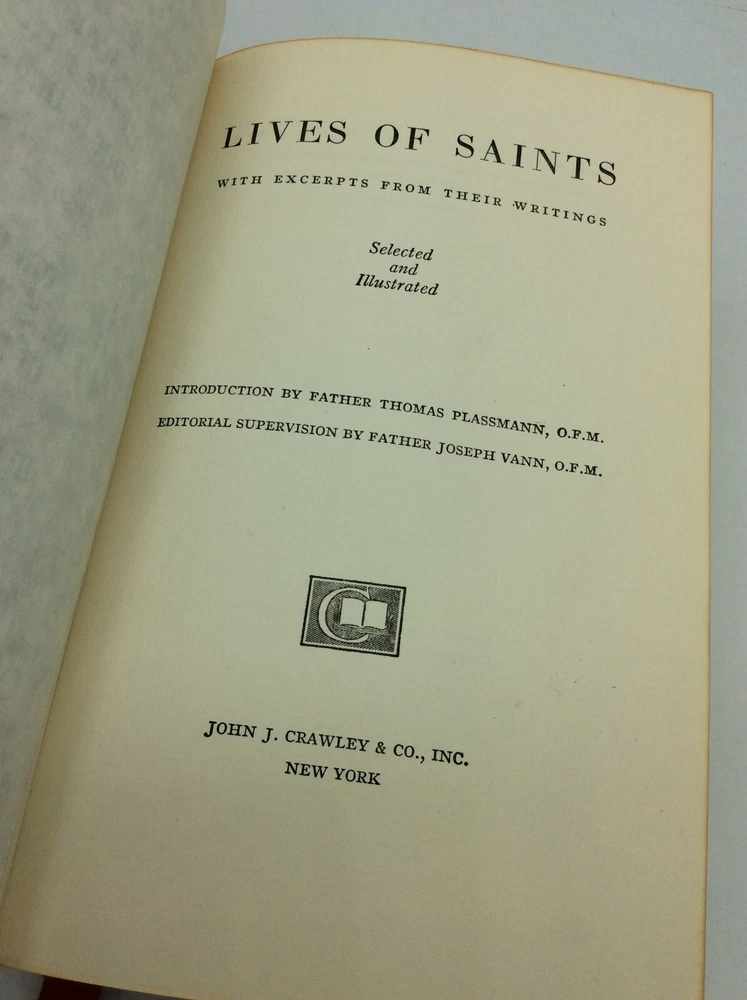 LIVES OF SAINTS
WITH EXCERPTS FROM THEIR WRITINGS
Selected
and
Illustrated
INTRODUCTION BY FATHER THOMAS PLASSMANN, O.F.M.
EDITORIAL SUPERVISION BY FATHER JOSEPH VANN, O.F.M.
C
JOHN J. CRAWLEY & CO., INC.
NEW YORK